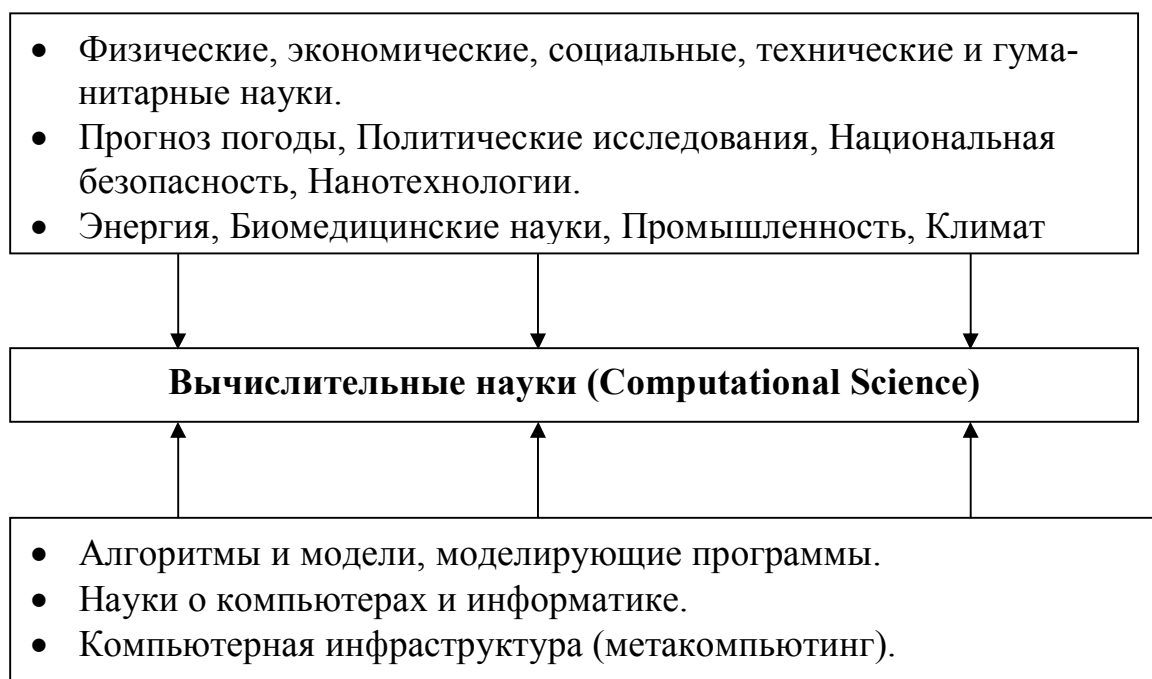 • Физические, экономические, социальные, технические и гума-
нитарные науки.
• Прогноз погоды, Политические исследования, Национальная
безопасность, Нанотехнологии.
• Энергия, Биомедицинские науки, Промышленность, Климат
Вычислительные науки (Computational Science)
• Алгоритмы и модели, моделирующие программы.
• Науки о компьютерах и информатике.
• Компьютерная инфраструктура (метакомпьютинг).